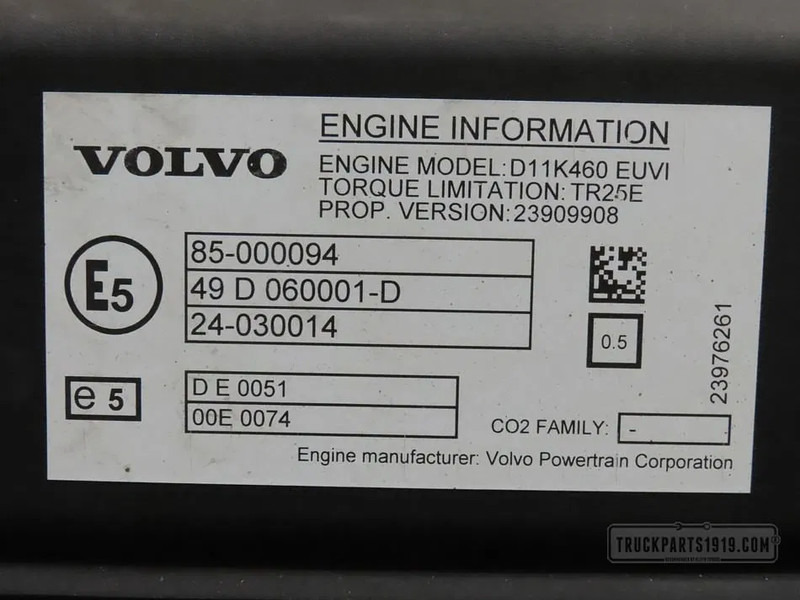 VOLVO
ENGINE INFORMATION
ENGINE MODEL:D11K460 EUVI
TORQUE LIMITATION:TR25E
PROP. VERSION:23909908
E5
85-000094
49 D 060001-D
24-030014
0.5
23976261
e 5
D E 0051
00E 0074
CO2 FAMILY: -
Engine manufacturer: Volvo Powertrain Corporation
TRUCKPARTS1919.COM